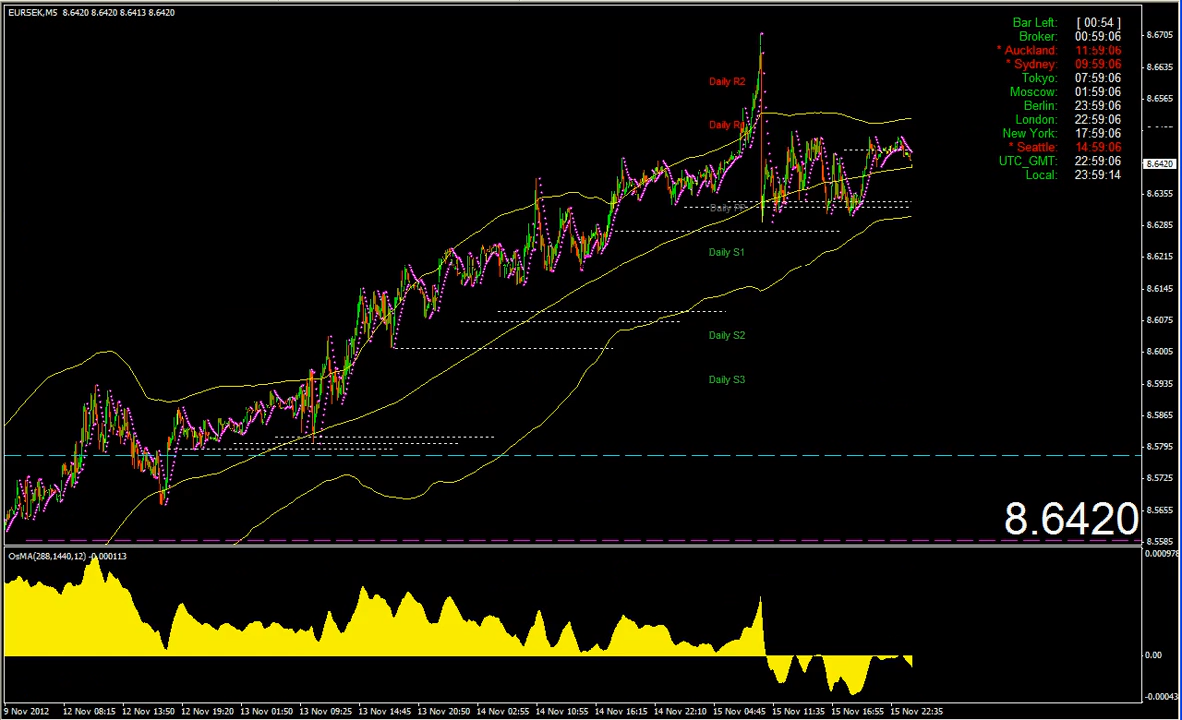 EURSEK,M5 8.6420 8.6420 8.6413 8.6420
Bar Left: [ 00:54 ]
Broker: 00:59:06
* Auckland: 11:59:06
* Sydney: 09:59:06
Tokyo: 07:59:06
Moscow: 01:59:06
Berlin: 23:59:06
London: 22:59:06
New York: 17:59:06
* Seattle: 14:59:06
UTC_GMT: 22:59:06
Local: 23:59:14
8.6705
8.6635
8.6565
8.6420
8.6355
8.6285
8.6215
8.6145
8.6075
8.6005
8.5935
8.5865
8.5795
8.5725
8.5655
8.5585
Daily R2
Daily
Daily
Daily S1
Daily S2
Daily S3
8.6420
OsMA(288,1440,12) -0.000113
0.000978
0.00
9 Nov 2012
12 Nov 08:15
12 Nov 13:50
12 Nov 19:20
13 Nov 01:50
13 Nov 09:25
13 Nov 14:45
13 Nov 20:50
14 Nov 02:55
14 Nov 10:55
14 Nov 16:15
14 Nov 22:10
15 Nov 04:45
15 Nov 11:35
15 Nov 16:55
15 Nov 22:35